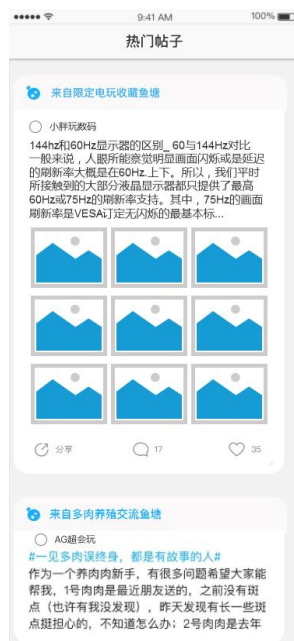 9:41 AM
100%
热门帖子
来自限定电玩收藏鱼塘
小胖玩数码
144hz和60Hz显示器的区别_ 60与144Hz对比
一般来说，人眼所能察觉明显画面闪烁或是延迟
的刷新率大概是在60Hz.上下。所以，我们平时
所接触到的大部分液晶显示器都只提供了最高
60Hz或75Hz的刷新率支持。其中，75Hz的画面
刷新率是VESA订定无闪烁的最基本标...
分享
17
35
来自多肉养殖交流鱼塘
AG超会玩
#一见多肉误终身，都是有故事的人#
作为一个养肉肉新手，有很多问题希望大家能
帮我，1号肉肉是最近朋友送的，之前没有斑
点（也许有我没发现），昨天发现有长一些斑
点挺担心的，不知道怎么办；2号肉肉是去年